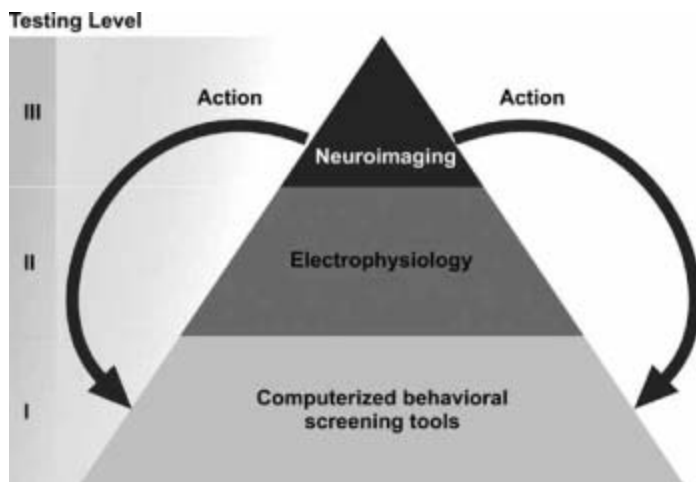 Testing Level
Action
Action
III
Neuroimaging
II
Electrophysiology
I
Computerized behavioral
screening tools